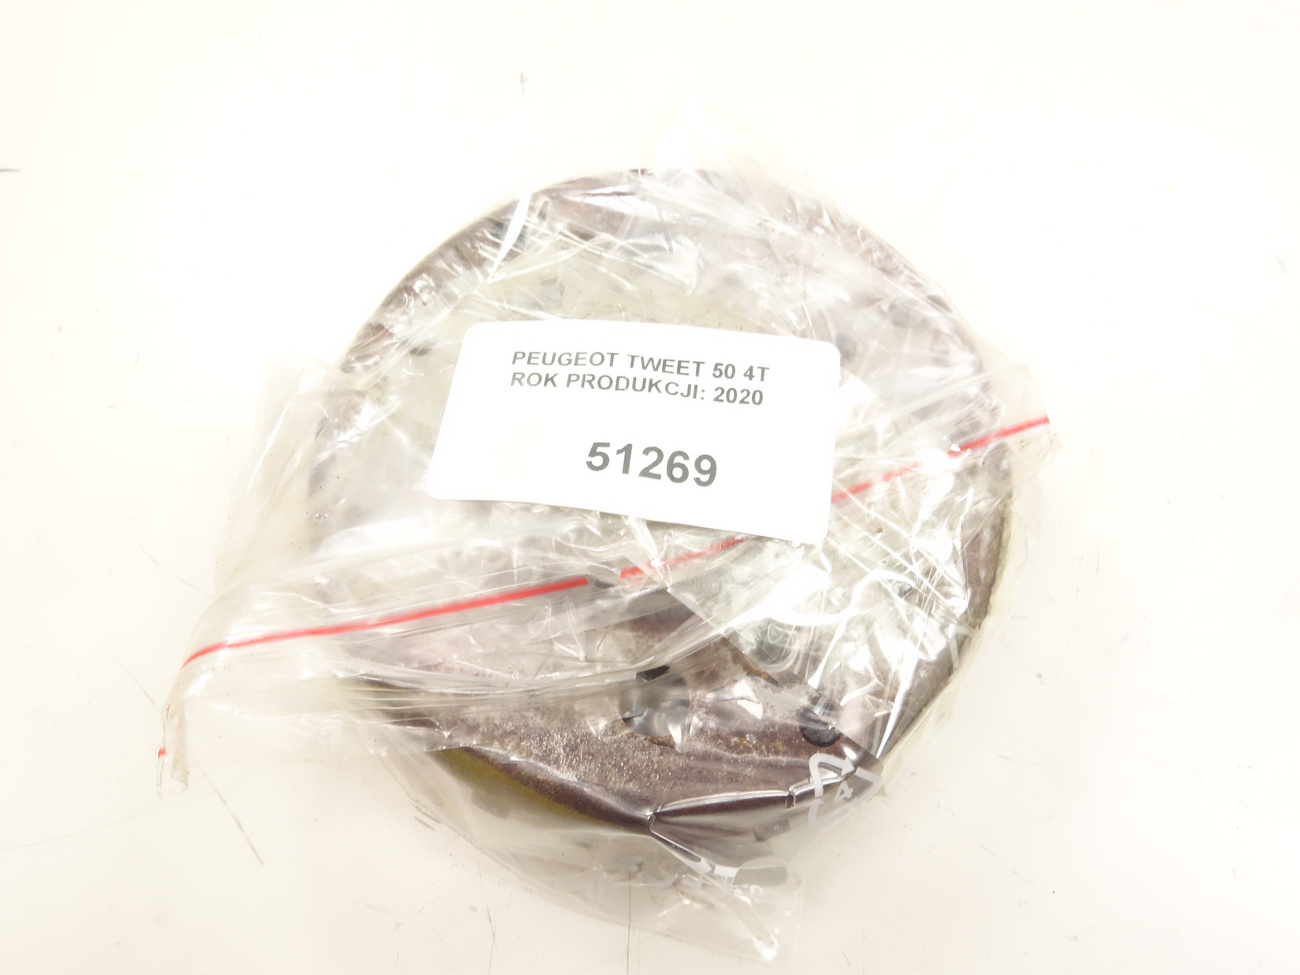 PEUGEOT TWEET 50 4T
ROK PRODUKCJI: 2020
51269